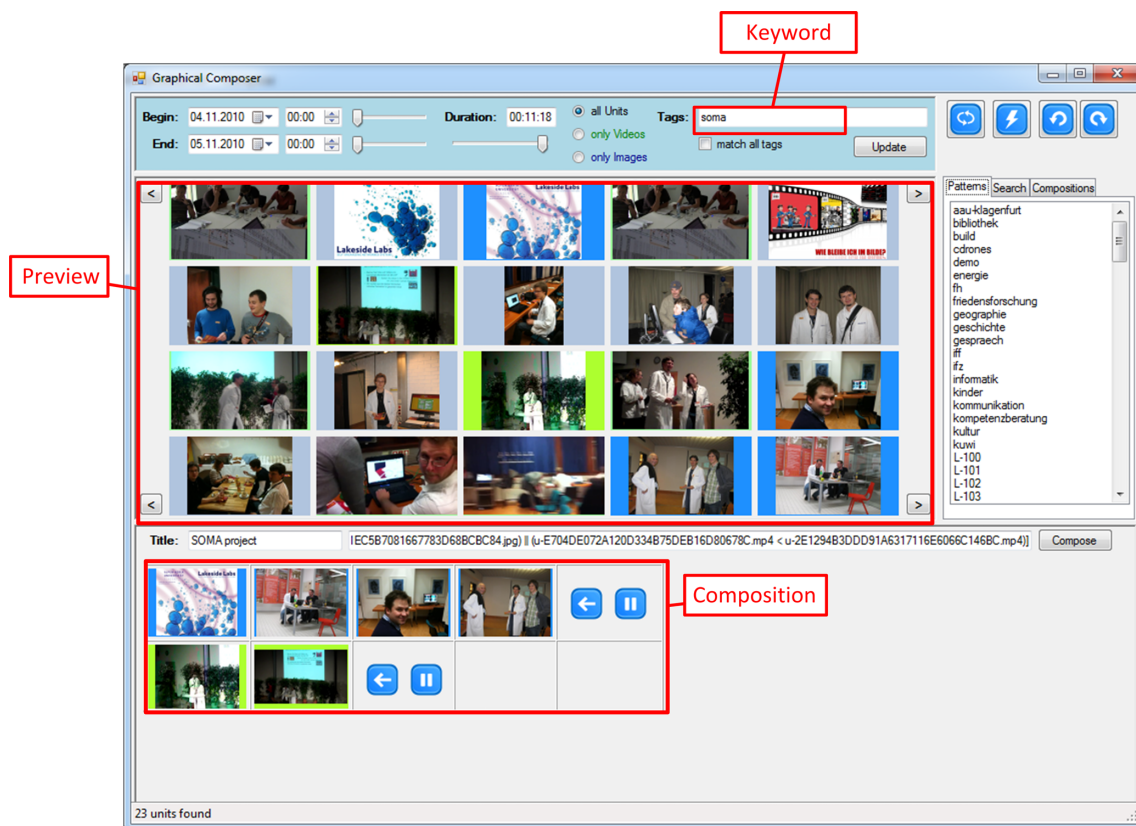 Keyword
Graphical Composer
Begin: 04.11.2010 00:00 Duration: 00:11:18 all Units Tags: soma
only Videos
End: 05.11.2010 00:00 match all tags Update
only Images
Patterns Search Compositions
< >
Lakeside Labs
Lakeside Labs
WIE BLEIBE ICH IM BILDE?
aau-klagenfurt
bibliothek
build
cdrones
demo
energie
fh
friedensforschung
geographie
geschichte
gespraech
iff
ifz
informatik
kinder
kommunikation
kompetenzberatung
kultur
kuwi
L-100
L-101
L-102
L-103
Preview
< >
Title: SOMA project IEC5B7081667783D68BCBC84.jpg) || (u-E704DE072A120D334B75DEB16D80678C.mp4 < u-2E1294B3DDD91A6317116E6066C146BC.mp4)] Compose
Lakeside Labs
Composition
23 units found